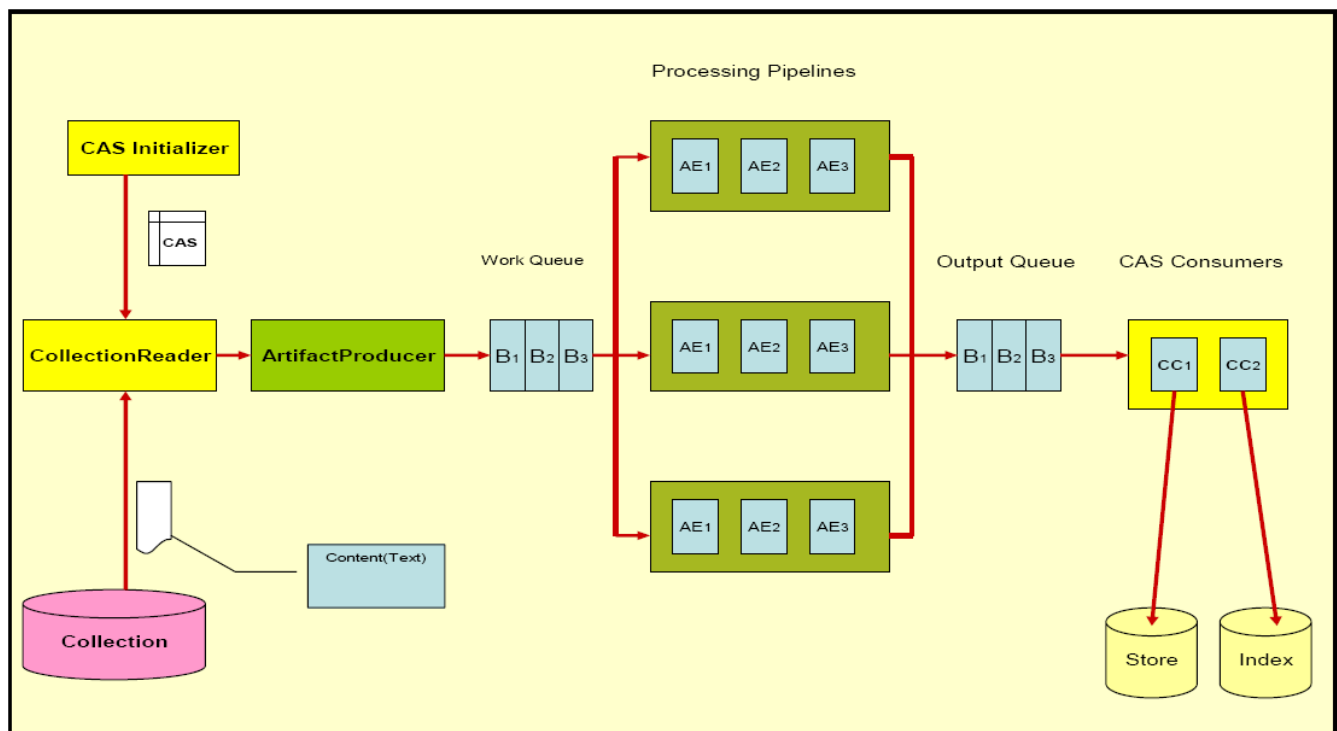 Processing Pipelines
CAS Initializer
AE1 AE2 AE3
CAS
Work Queue
Output Queue
CAS Consumers
CollectionReader
ArtifactProducer
B1 B2 B3
AE1 AE2 AE3
B1 B2 B3
CC1 CC2
AE1 AE2 AE3
Content(Text)
Collection
Store
Index